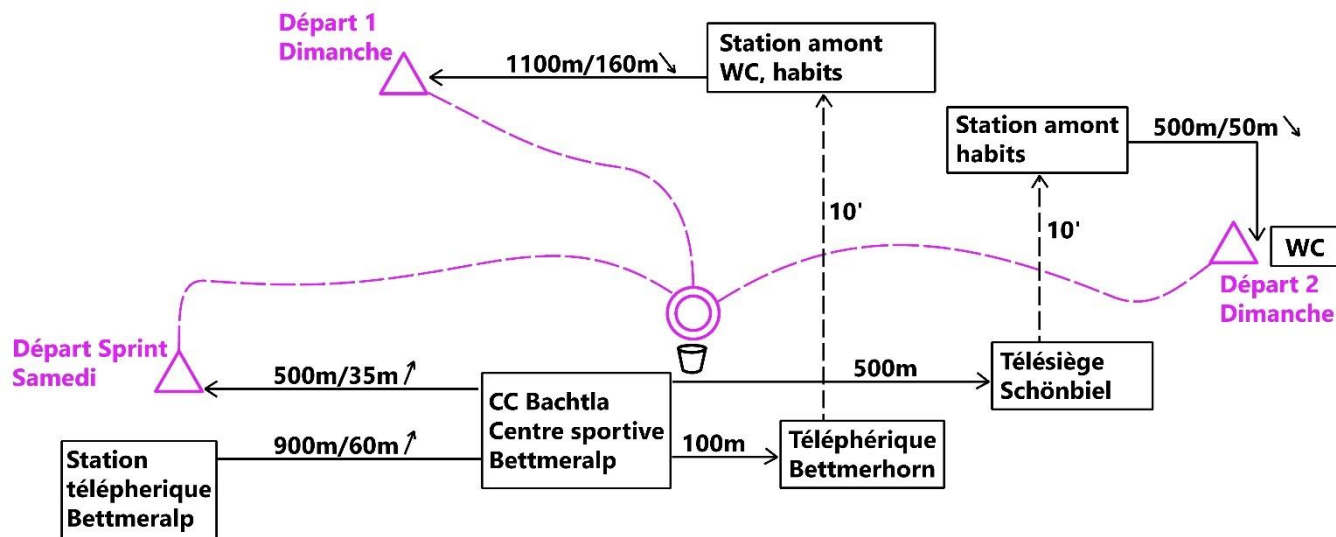 Départ 1
Dimanche
1100m/160m↘
Station amont
WC, habits
Station amont
habits
500m/50m↘
10'
10'
WC
Départ 2
Dimanche
Départ Sprint
Samedi
500m/35m↗
500m
Télésiège
Schönbiel
CC Bachtla
Centre sportive
Bettmeralp
900m/60m↗
100m
Téléphérique
Bettmerhorn
Station
télépherique
Bettmeralp